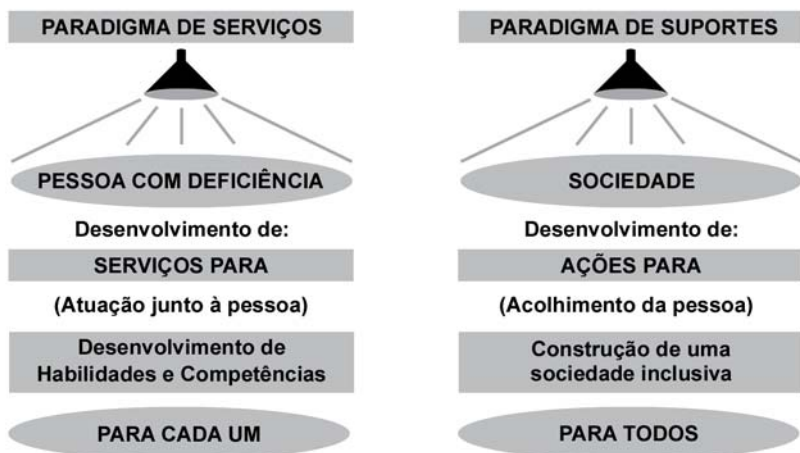 PARADIGMA DE SERVIÇOS
PESSOA COM DEFICIÊNCIA
Desenvolvimento de:
SERVIÇOS PARA
(Atuação junto à pessoa)
Desenvolvimento de
Habilidades e Competências
PARA CADA UM
PARADIGMA DE SUPORTES
SOCIEDADE
Desenvolvimento de:
AÇÕES PARA
(Acolhimento da pessoa)
Construção de uma
sociedade inclusiva
PARA TODOS